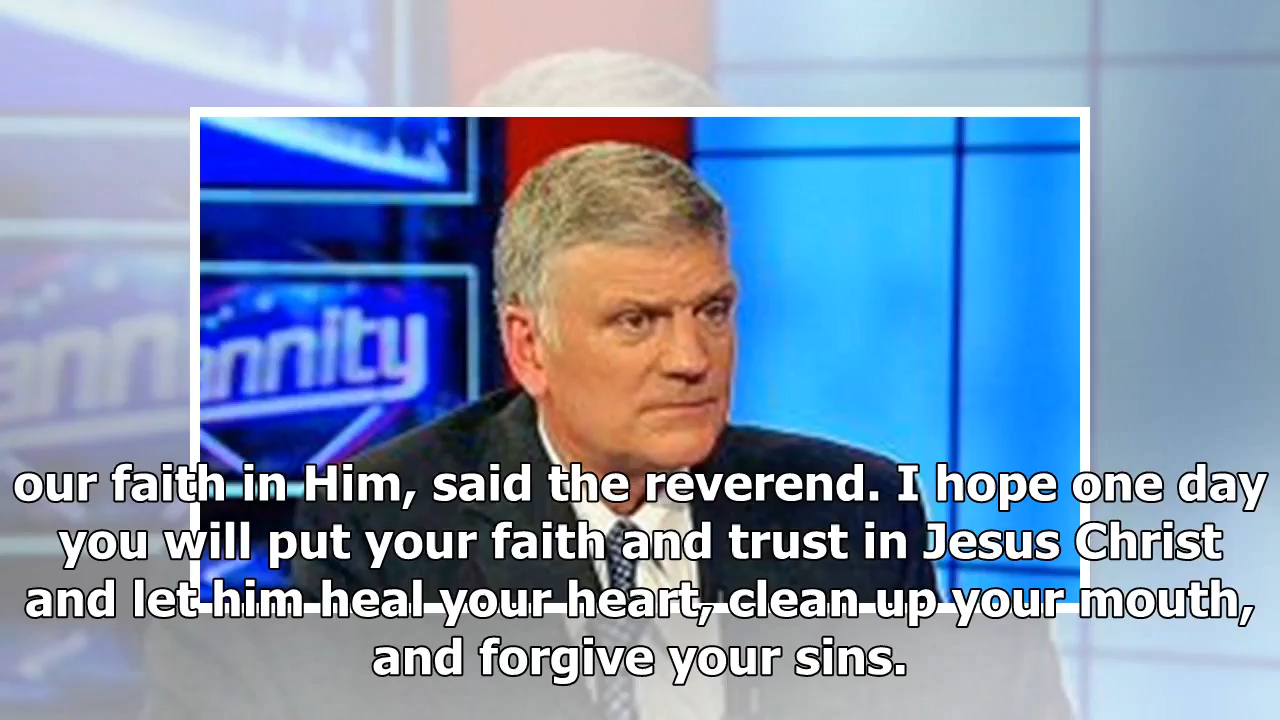 annannity
our faith in Him, said the reverend. I hope one day
you will put your faith and trust in Jesus Christ
and let him heal your heart, clean up your mouth,
and forgive your sins.